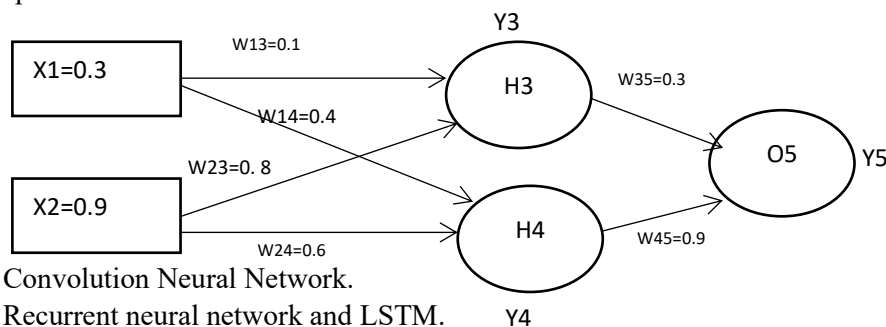 Y3
W13=0.1
X1=0.3
H3
W35=0.3
W14=0.4
O5
Y5
W23=0. 8
X2=0.9
H4
W45=0.9
W24=0.6
Convolution Neural Network.
Recurrent neural network and LSTM.
Y4